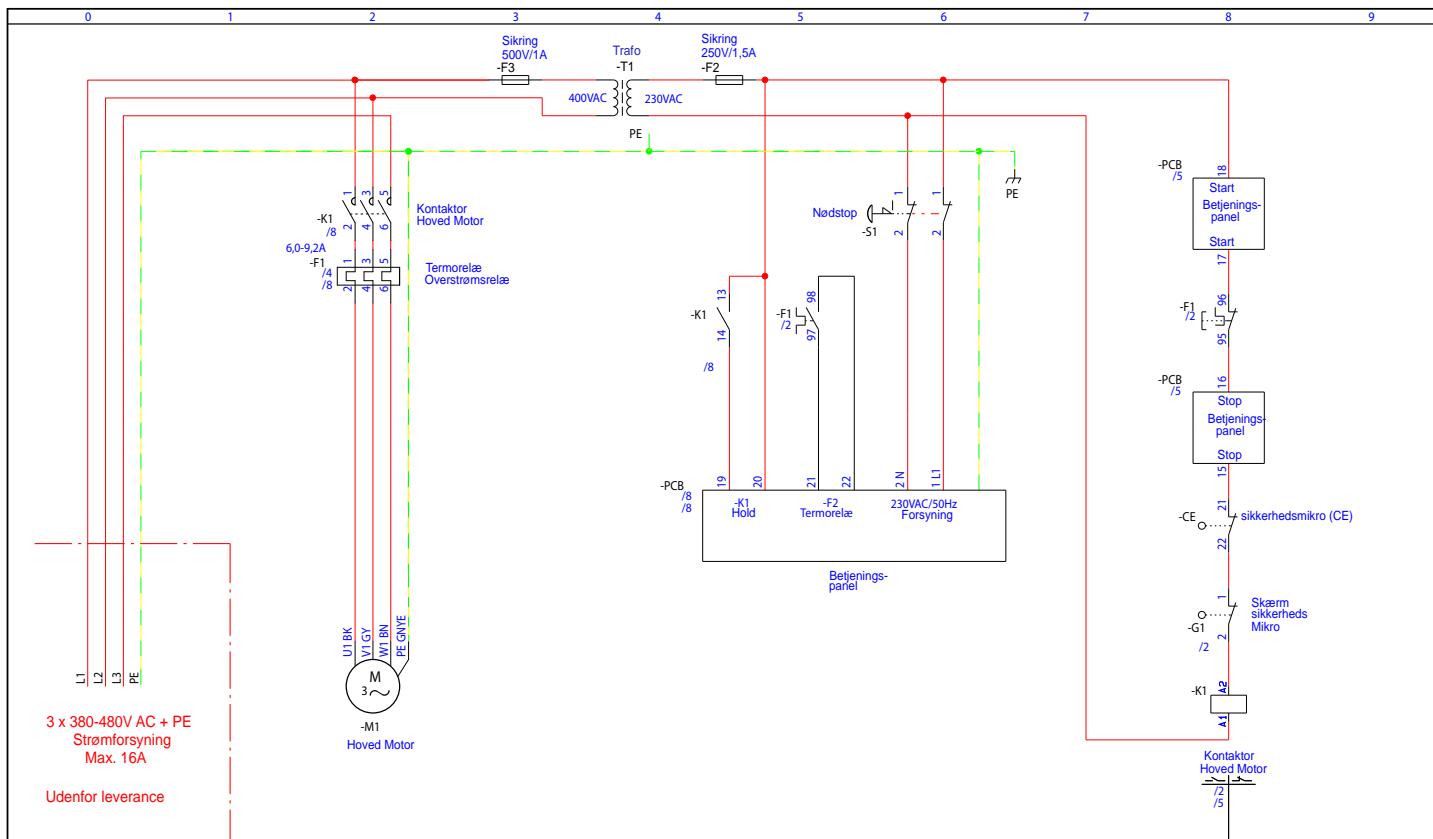 0 1 2 3 4 5 6 7 8 9
Sikring
500V/1A
-F3
Trafo
-T1
400VAC
230VAC
PE
Sikring
250V/1,5A
-F2
PE
-K1
/8
1 3 5
2 4 6
Kontaktor
Hoved Motor
6,0-9,2A
-F1
/4
/8
1 3 5
2 4 6
Termorelæ
Overstrømsrelæ
Nødstop
-S1
1 1
2 2
-K1
13
14
/8
-F1
/2
98
97
-PCB
/8
/8
19 20 21 22 2 N 1 L1
-K1
Hold
-F2
Termorelæ
230VAC/50Hz
Forsyning
Betjenings-
panel
-PCB
/5
18
Start
Betjenings-
panel
Start
17
-F1
/2
96
95
-PCB
/5
16
Stop
Betjenings-
panel
Stop
15
-CE
21
22
sikkerhedsmikro (CE)
-G1
/2
1
2
Skærm
sikkerheds
Mikro
-K1
A2
A1
Kontaktor
Hoved Motor
/2
/5
U1 BK
V1 GY
W1 BN
PE GNYE
M
3
-M1
Hoved Motor
L1 L2 L3 PE
3 x 380-480V AC + PE
Strømforsyning
Max. 16A
Udenfor leverance